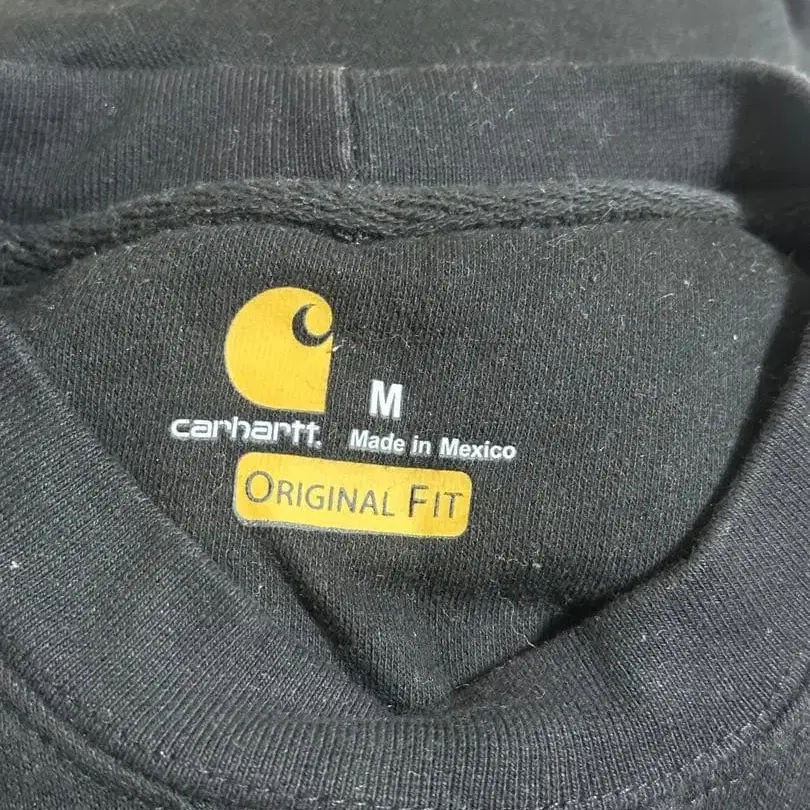 M
carhartt.
Made in Mexico
ORIGINAL FIT